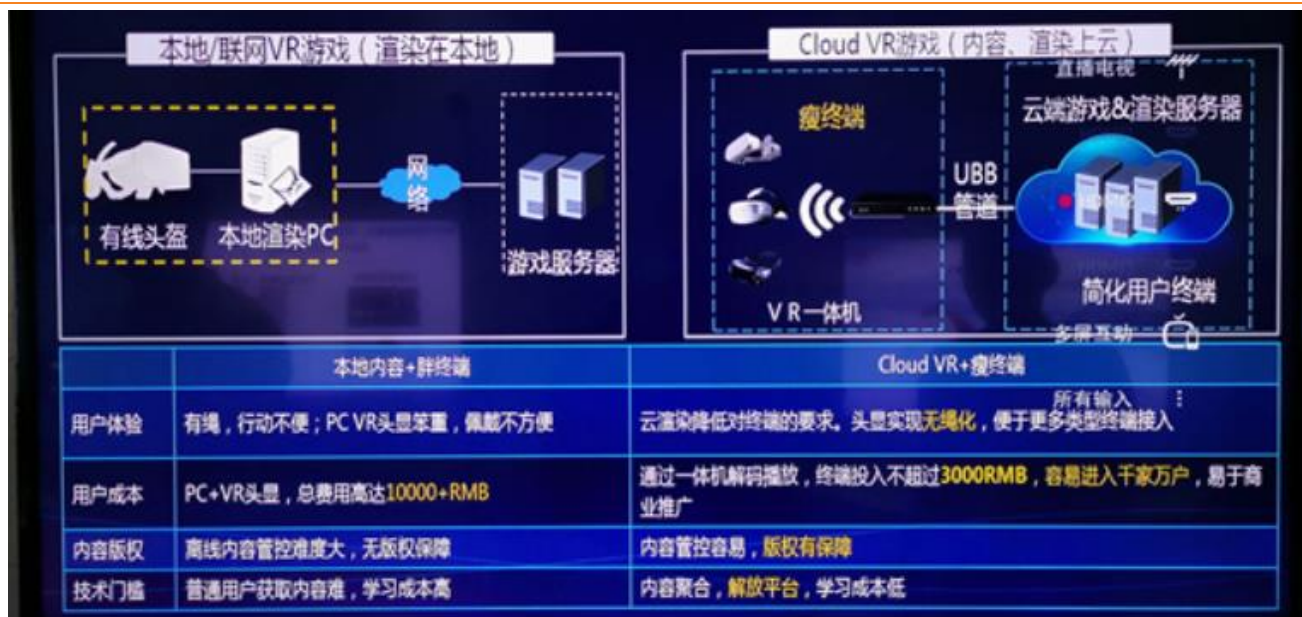 本地/联网VR游戏（渲染在本地）
Cloud VR游戏（内容、渲染上云）
直播电视
瘦终端
云端游戏&渲染服务器
网络
UBB
管道
HDMI2
有线头盔
本地渲染PC
游戏服务器
简化用户终端
VR一体机
多屏互动
本地内容+胖终端
Cloud VR+瘦终端
所有输入
用户体验
有绳，行动不便；PC VR头显笨重，佩戴不方便
云渲染降低对终端的要求。头显实现无绳化，便于更多类型终端接入
用户成本
PC+VR头显，总费用高达10000+RMB
通过一体机解码播放，终端投入不超过3000RMB，容易进入千家万户，易于商
业推广
内容版权
离线内容管控难度大，无版权保障
内容管控容易，版权有保障
技术门槛
普通用户获取内容难，学习成本高
内容聚合，解放平台，学习成本低